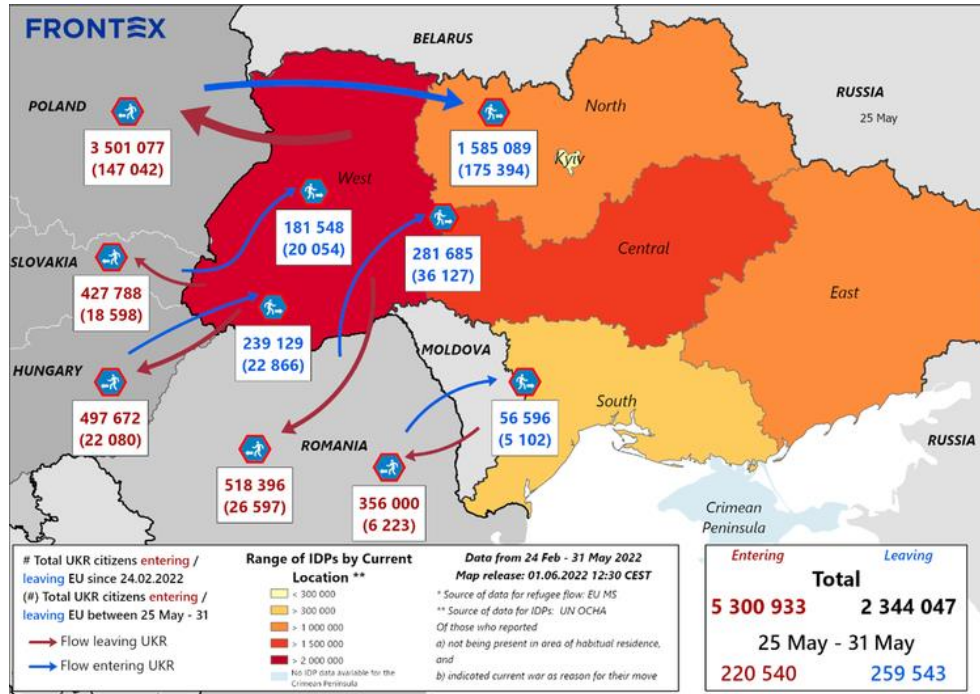 FRONTEX
BELARUS
POLAND
3 501 077
(147 042)
North
1 585 089
(175 394)
Kyiv
RUSSIA
25 May
West
181 548
(20 054)
281 685
(36 127)
Central
East
SLOVAKIA
427 788
(18 598)
239 129
(22 866)
MOLDOVA
HUNGARY
497 672
(22 080)
56 596
(5 102)
South
ROMANIA
518 396
(26 597)
356 000
(6 223)
RUSSIA
Crimean
Peninsula
# Total UKR citizens entering /
leaving EU since 24.02.2022
(#) Total UKR citizens entering /
leaving EU between 25 May - 31
Flow leaving UKR
Flow entering UKR
Range of IDPs by Current
Location **
< 300 000
> 300 000
> 1 000 000
> 1 500 000
> 2 000 000
No IDP data available for the
Crimean Peninsula
Data from 24 Feb - 31 May 2022
Map release: 01.06.2022 12:30 CEST
* Source of data for refugee flow: EU MS
** Source of data for IDPs: UN OCHA
Of those who reported
a) not being present in area of habitual residence,
and
b) indicated current war as reason for their move
Entering Leaving
Total
5 300 933 2 344 047
25 May - 31 May
220 540 259 543